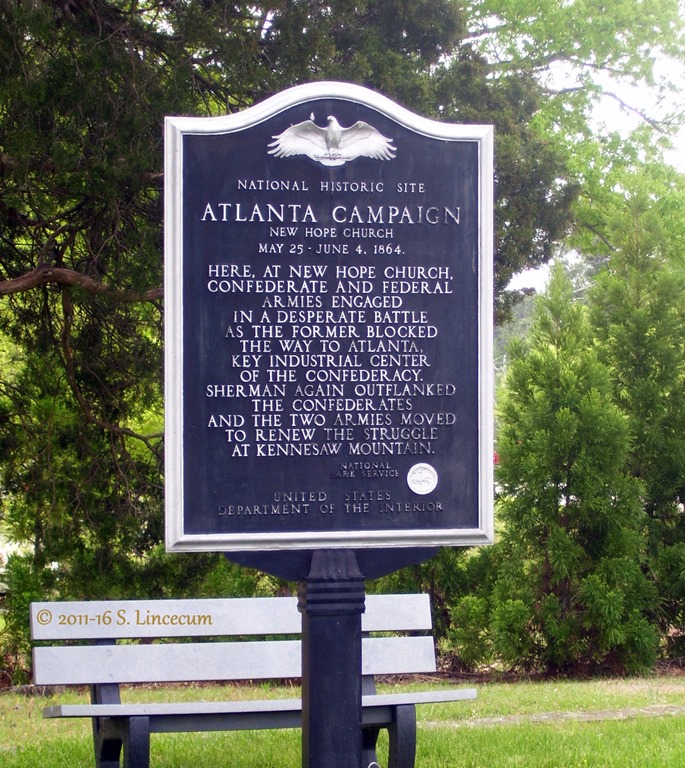 NATIONAL HISTORIC SITE
ATLANTA CAMPAIGN
NEW HOPE CHURCH
MAY 25 - JUNE 4, 1864.
HERE, AT NEW HOPE CHURCH,
CONFEDERATE AND FEDERAL
ARMIES ENGAGED
IN A DESPERATE BATTLE
AS THE FORMER BLOCKED
THE WAY TO ATLANTA,
KEY INDUSTRIAL CENTER
OF THE CONFEDERACY.
SHERMAN AGAIN OUTFLANKED
THE CONFEDERATES
AND THE TWO ARMIES MOVED
TO RENEW THE STRUGGLE
AT KENNESAW MOUNTAIN.
NATIONAL
PARK SERVICE
UNITED STATES
DEPARTMENT OF THE INTERIOR
© 2011-16 S. Lincecum